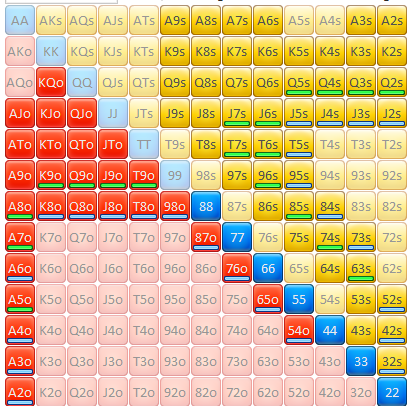 AA AKs AQs AJs ATs A9s A8s A7s A6s A5s A4s A3s A2s
AKo KK KQs KJs KTs K9s K8s K7s K6s K5s K4s K3s K2s
AQo KQo QQ QJs QTs Q9s Q8s Q7s Q6s Q5s Q4s Q3s Q2s
AJo KJo QJo JJ JTs J9s J8s J7s J6s J5s J4s J3s J2s
ATo KTo QTo JTo TT T9s T8s T7s T6s T5s T4s T3s T2s
A9o K9o Q9o J9o T9o 99 98s 97s 96s 95s 94s 93s 92s
A8o K8o Q8o J8o T8o 98o 88 87s 86s 85s 84s 83s 82s
A7o K7o Q7o J7o T7o 97o 87o 77 76s 75s 74s 73s 72s
A6o K6o Q6o J6o T6o 96o 86o 76o 66 65s 64s 63s 62s
A5o K5o Q5o J5o T5o 95o 85o 75o 65o 55 54s 53s 52s
A4o K4o Q4o J4o T4o 94o 84o 74o 64o 54o 44 43s 42s
A3o K3o Q3o J3o T3o 93o 83o 73o 63o 53o 43o 33 32s
A2o K2o Q2o J2o T2o 92o 82o 72o 62o 52o 42o 32o 22